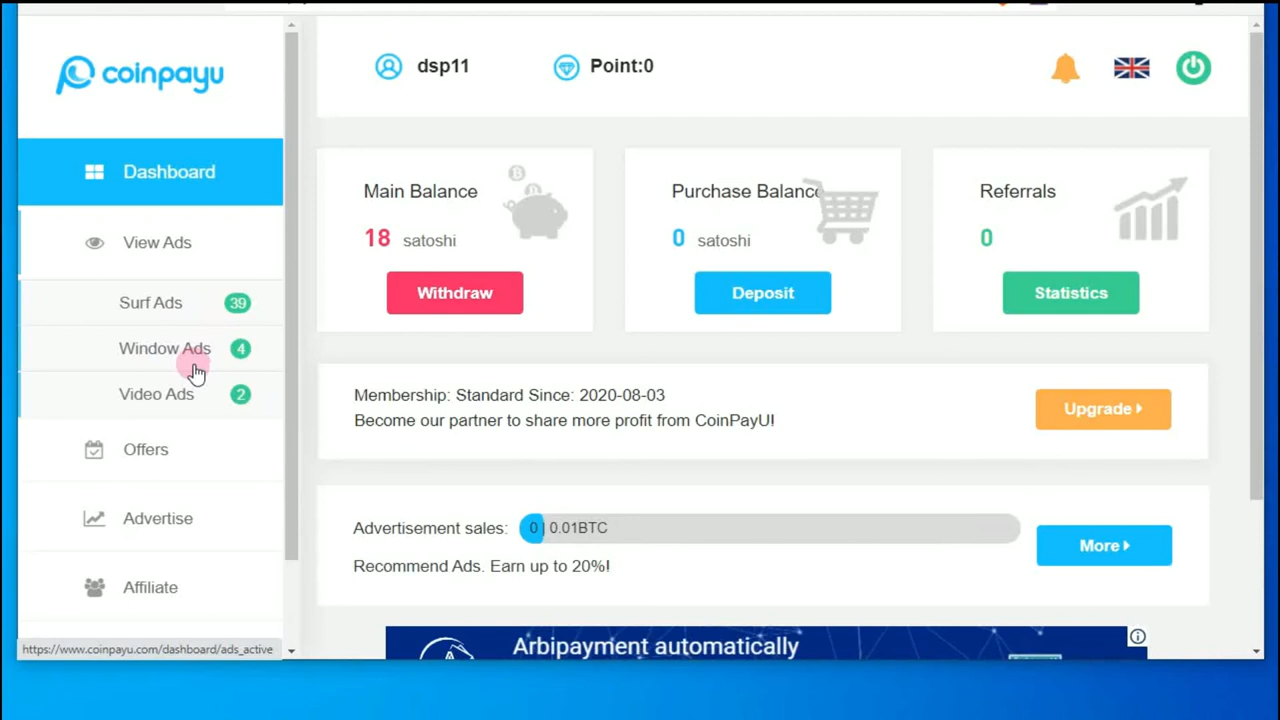 coinpayu
dsp11
Point:0
Dashboard
View Ads
Surf Ads 39
Window Ads 4
Video Ads 2
Offers
Advertise
Affiliate
https://www.coinpayu.com/dashboard/ads_active
Main Balance
18 satoshi
Withdraw
Purchase Balance
0 satoshi
Deposit
Referrals
0
Statistics
Membership: Standard Since: 2020-08-03
Become our partner to share more profit from CoinPayU!
Upgrade
Advertisement sales: 0 | 0.01BTC
Recommend Ads. Earn up to 20%!
More
Arbipayment automatically